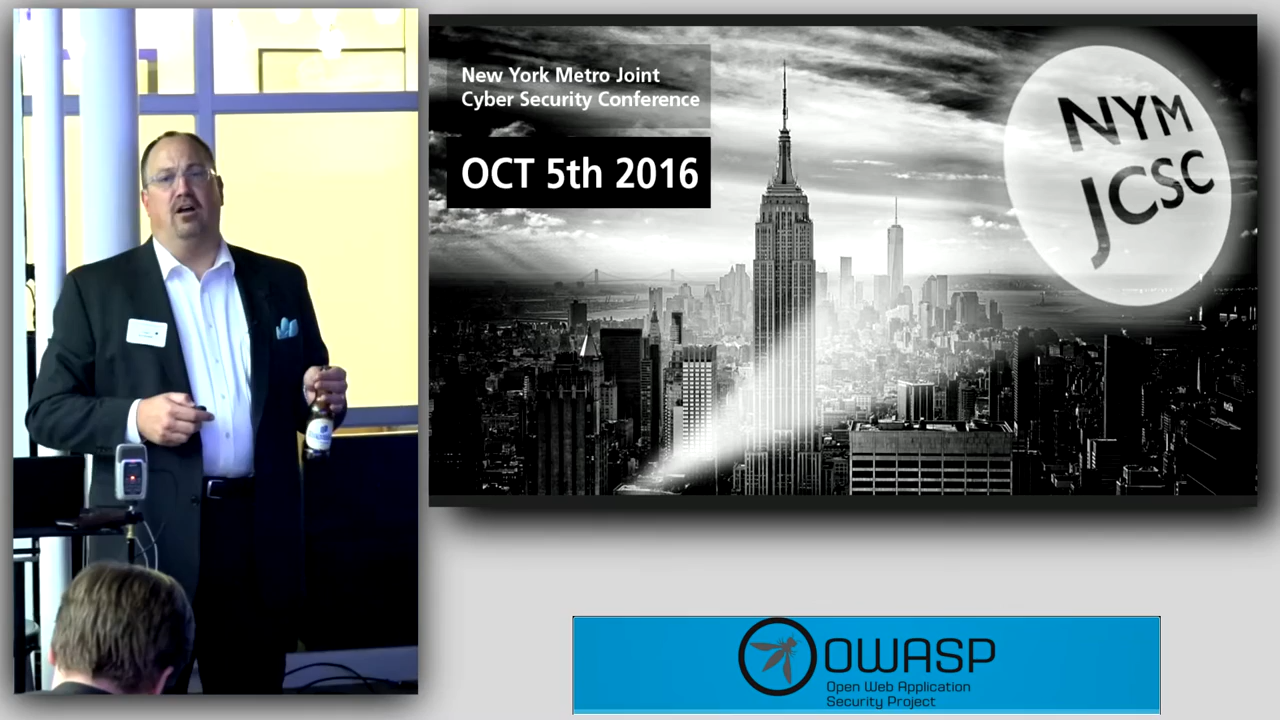 New York Metro Joint
Cyber Security Conference
OCT 5th 2016
NYM
JCSC
OWASP
Open Web Application
Security Project